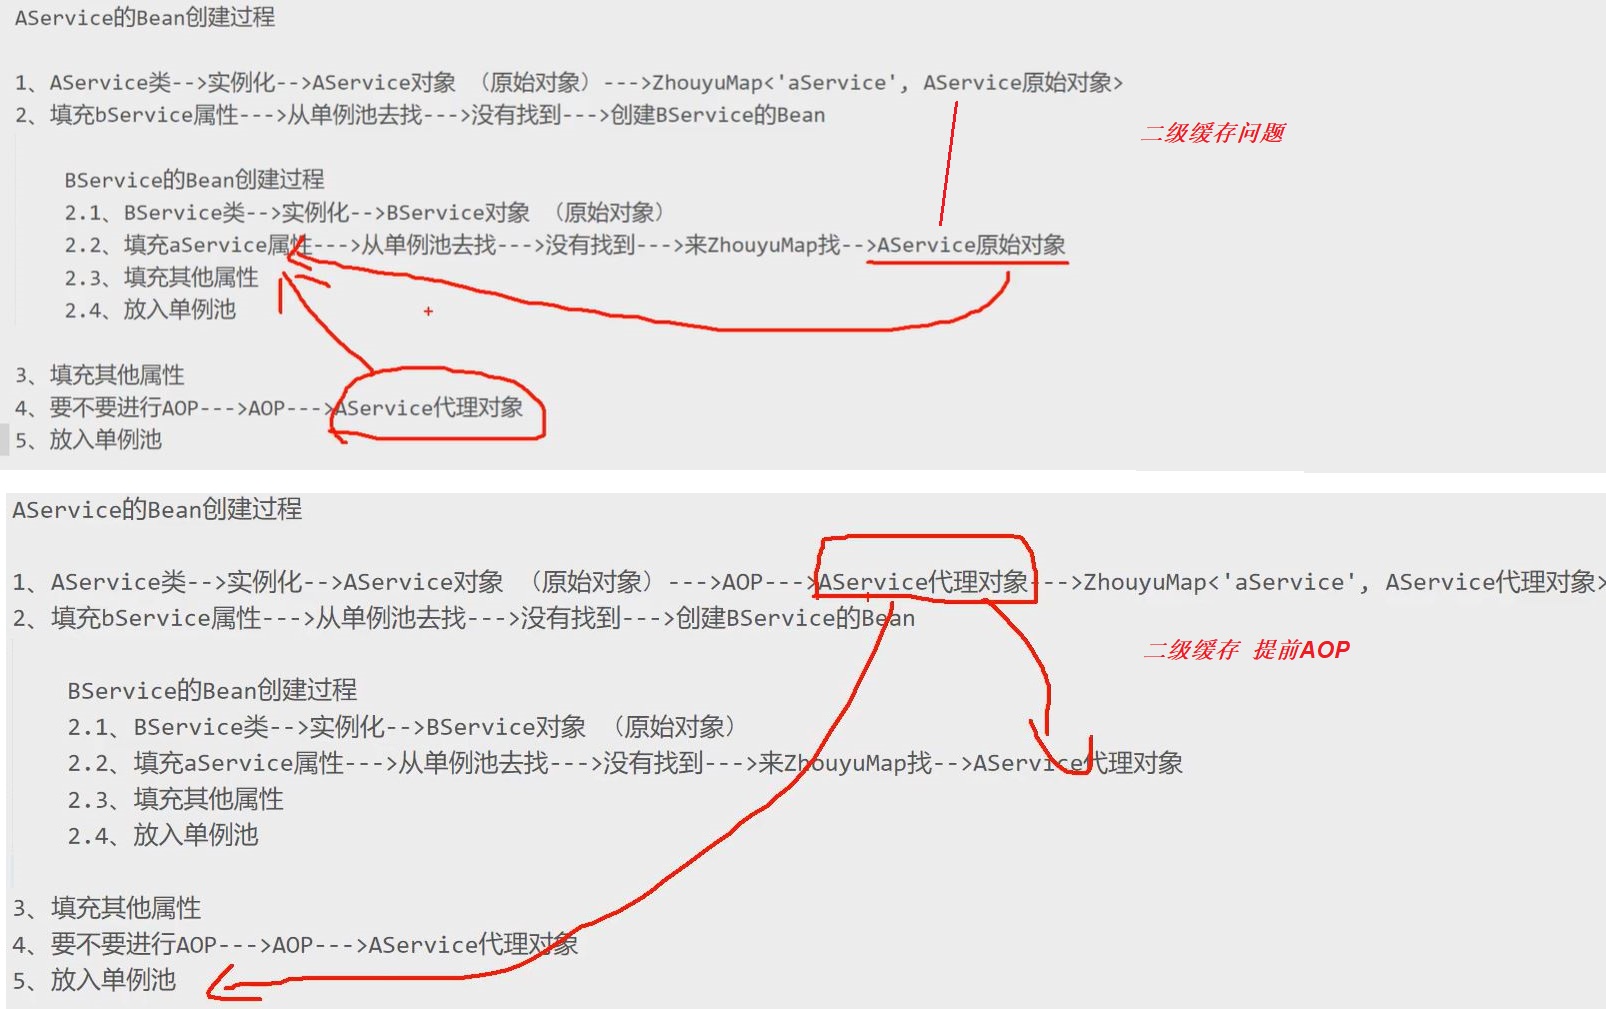 AService的Bean创建过程
1、AService类-->实例化-->AService对象 （原始对象）--->ZhouyuMap<'aService', AService原始对象>
2、填充bService属性--->从单例池去找--->没有找到--->创建BService的Bean
二级缓存问题
BService的Bean创建过程
2.1、BService类-->实例化-->BService对象 （原始对象）
2.2、填充aService属性--->从单例池去找--->没有找到--->来ZhouyuMap找-->AService原始对象
2.3、填充其他属性
2.4、放入单例池
3、填充其他属性
4、要不要进行AOP--->AOP--->AService代理对象
5、放入单例池
AService的Bean创建过程
1、AService类-->实例化-->AService对象 （原始对象）--->AOP--->AService代理对象--->ZhouyuMap<'aService', AService代理对象>
2、填充bService属性--->从单例池去找--->没有找到--->创建BService的Bean
二级缓存 提前AOP
BService的Bean创建过程
2.1、BService类-->实例化-->BService对象 （原始对象）
2.2、填充aService属性--->从单例池去找--->没有找到--->来ZhouyuMap找-->AService代理对象
2.3、填充其他属性
2.4、放入单例池
3、填充其他属性
4、要不要进行AOP--->AOP--->AService代理对象
5、放入单例池